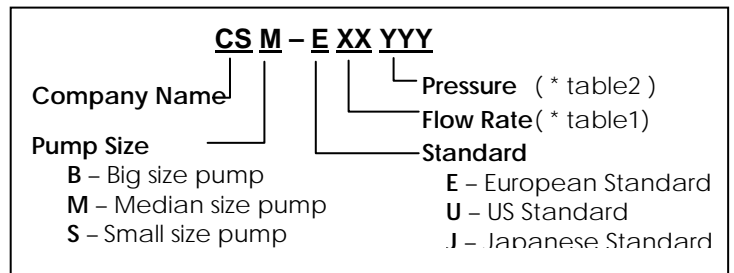 CS M – E XX YYY
Company Name
Pump Size
B – Big size pump
M – Median size pump
S – Small size pump
Pressure ( * table2 )
Flow Rate( * table1)
Standard
E – European Standard
U – US Standard
J – Japanese Standard